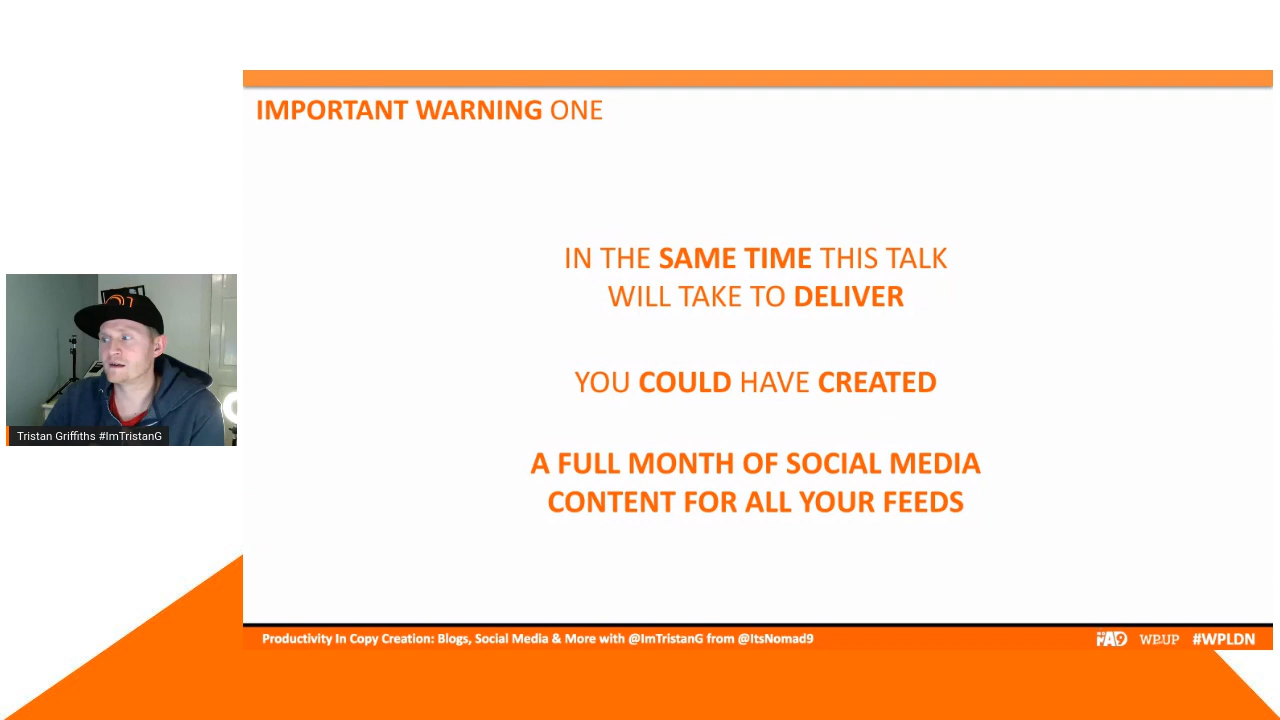 IMPORTANT WARNING ONE
IN THE SAME TIME THIS TALK
WILL TAKE TO DELIVER
YOU COULD HAVE CREATED
A FULL MONTH OF SOCIAL MEDIA
CONTENT FOR ALL YOUR FEEDS
Tristan Griffiths #ImTristanG
Productivity In Copy Creation: Blogs, Social Media & More with @ImTristanG from @ItsNomad9
#WPLDN